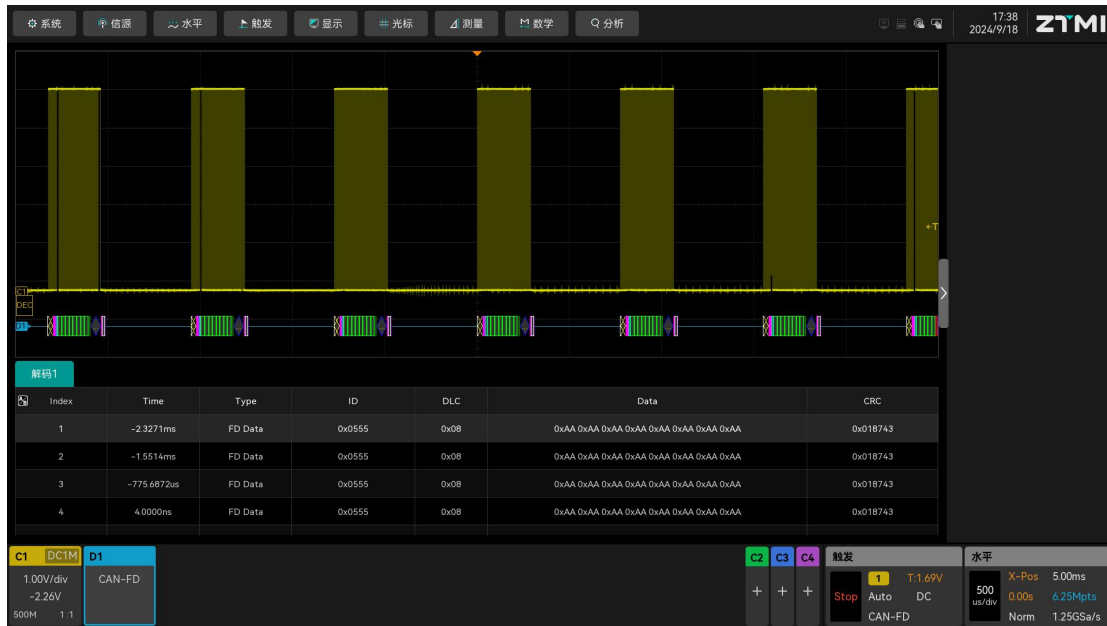 系统 信源 水平 触发 显示 光标 测量 数学 分析 17:38 2024/9/18 ZTMI
T
C1
DEC
D1
解码1
Index Time Type ID DLC Data CRC
1 -2.3271ms FD Data 0x0555 0x08 0xAA 0xAA 0xAA 0xAA 0xAA 0xAA 0xAA 0xAA 0x018743
2 -1.5514ms FD Data 0x0555 0x08 0xAA 0xAA 0xAA 0xAA 0xAA 0xAA 0xAA 0xAA 0x018743
3 -775.6872us FD Data 0x0555 0x08 0xAA 0xAA 0xAA 0xAA 0xAA 0xAA 0xAA 0xAA 0x018743
4 4.0000ns FD Data 0x0555 0x08 0xAA 0xAA 0xAA 0xAA 0xAA 0xAA 0xAA 0xAA 0x018743
C1 DC1M D1 C2 C3 C4 触发 水平
1.00V/div CAN-FD 1 T:1.69V X-Pos 5.00ms
-2.26V + + + Stop Auto DC 500 us/div 0.00s 6.25Mpts
500M 1:1 CAN-FD Norm 1.25GSa/s